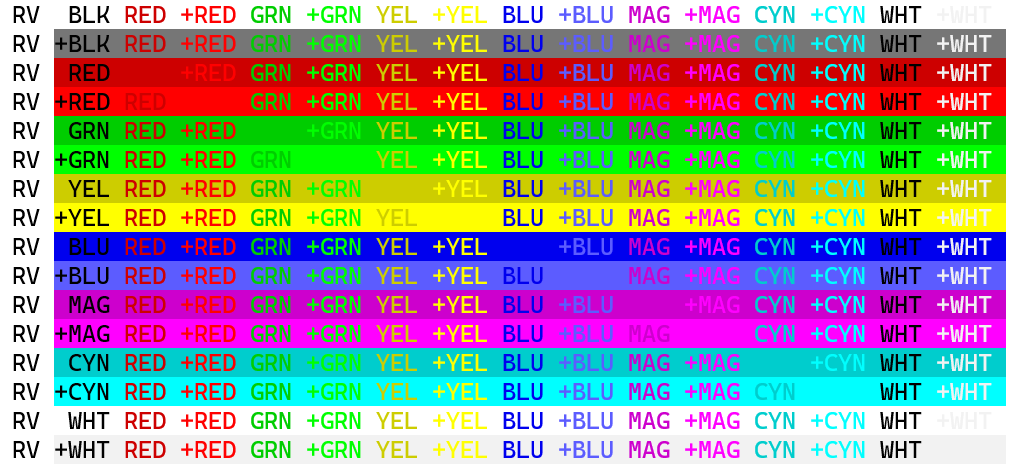 RV BLK RED +RED GRN +GRN YEL +YEL BLU +BLU MAG +MAG CYN +CYN WHT +WHT
RV +BLK RED +RED GRN +GRN YEL +YEL BLU +BLU MAG +MAG CYN +CYN WHT +WHT
RV RED +RED GRN +GRN YEL +YEL BLU +BLU MAG +MAG CYN +CYN WHT +WHT
RV +RED RED GRN +GRN YEL +YEL BLU +BLU MAG +MAG CYN +CYN WHT +WHT
RV GRN RED +RED +GRN YEL +YEL BLU +BLU MAG +MAG CYN +CYN WHT +WHT
RV +GRN RED +RED GRN YEL +YEL BLU +BLU MAG +MAG CYN +CYN WHT +WHT
RV YEL RED +RED GRN +GRN +YEL BLU +BLU MAG +MAG CYN +CYN WHT +WHT
RV +YEL RED +RED GRN +GRN YEL BLU +BLU MAG +MAG CYN +CYN WHT +WHT
RV BLU RED +RED GRN +GRN YEL +YEL +BLU MAG +MAG CYN +CYN WHT +WHT
RV +BLU RED +RED GRN +GRN YEL +YEL BLU MAG +MAG CYN +CYN WHT +WHT
RV MAG RED +RED GRN +GRN YEL +YEL BLU +BLU +MAG CYN +CYN WHT +WHT
RV +MAG RED +RED GRN +GRN YEL +YEL BLU +BLU MAG CYN +CYN WHT +WHT
RV CYN RED +RED GRN +GRN YEL +YEL BLU +BLU MAG +MAG +CYN WHT +WHT
RV +CYN RED +RED GRN +GRN YEL +YEL BLU +BLU MAG +MAG CYN WHT +WHT
RV WHT RED +RED GRN +GRN YEL +YEL BLU +BLU MAG +MAG CYN +CYN WHT +WHT
RV +WHT RED +RED GRN +GRN YEL +YEL BLU +BLU MAG +MAG CYN +CYN WHT